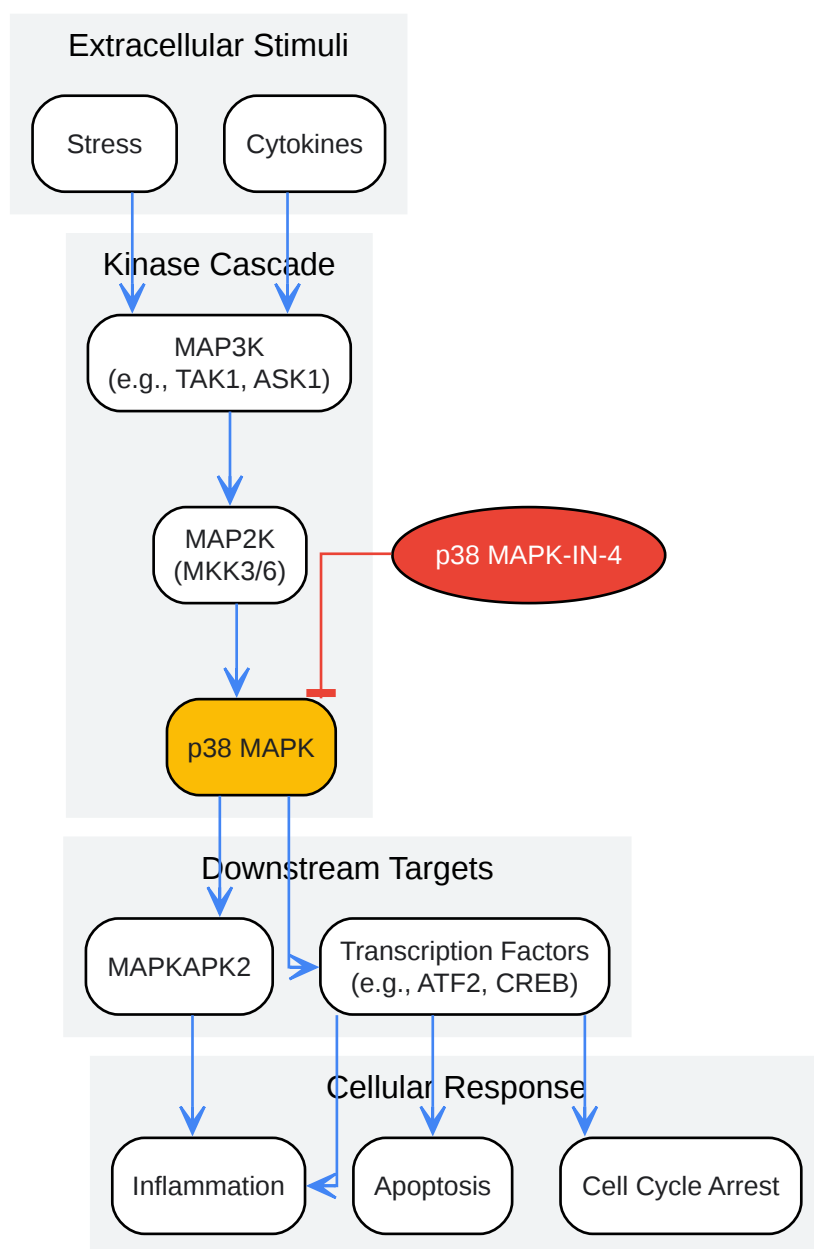 Extracellular Stimuli
Stress
Cytokines
Kinase Cascade
MAP3K
(e.g., TAK1, ASK1)
MAP2K
(MKK3/6)
p38 MAPK-IN-4
p38 MAPK
Downstream Targets
MAPKAPK2
Transcription Factors
(e.g., ATF2, CREB)
Cellular Response
Inflammation
Apoptosis
Cell Cycle Arrest